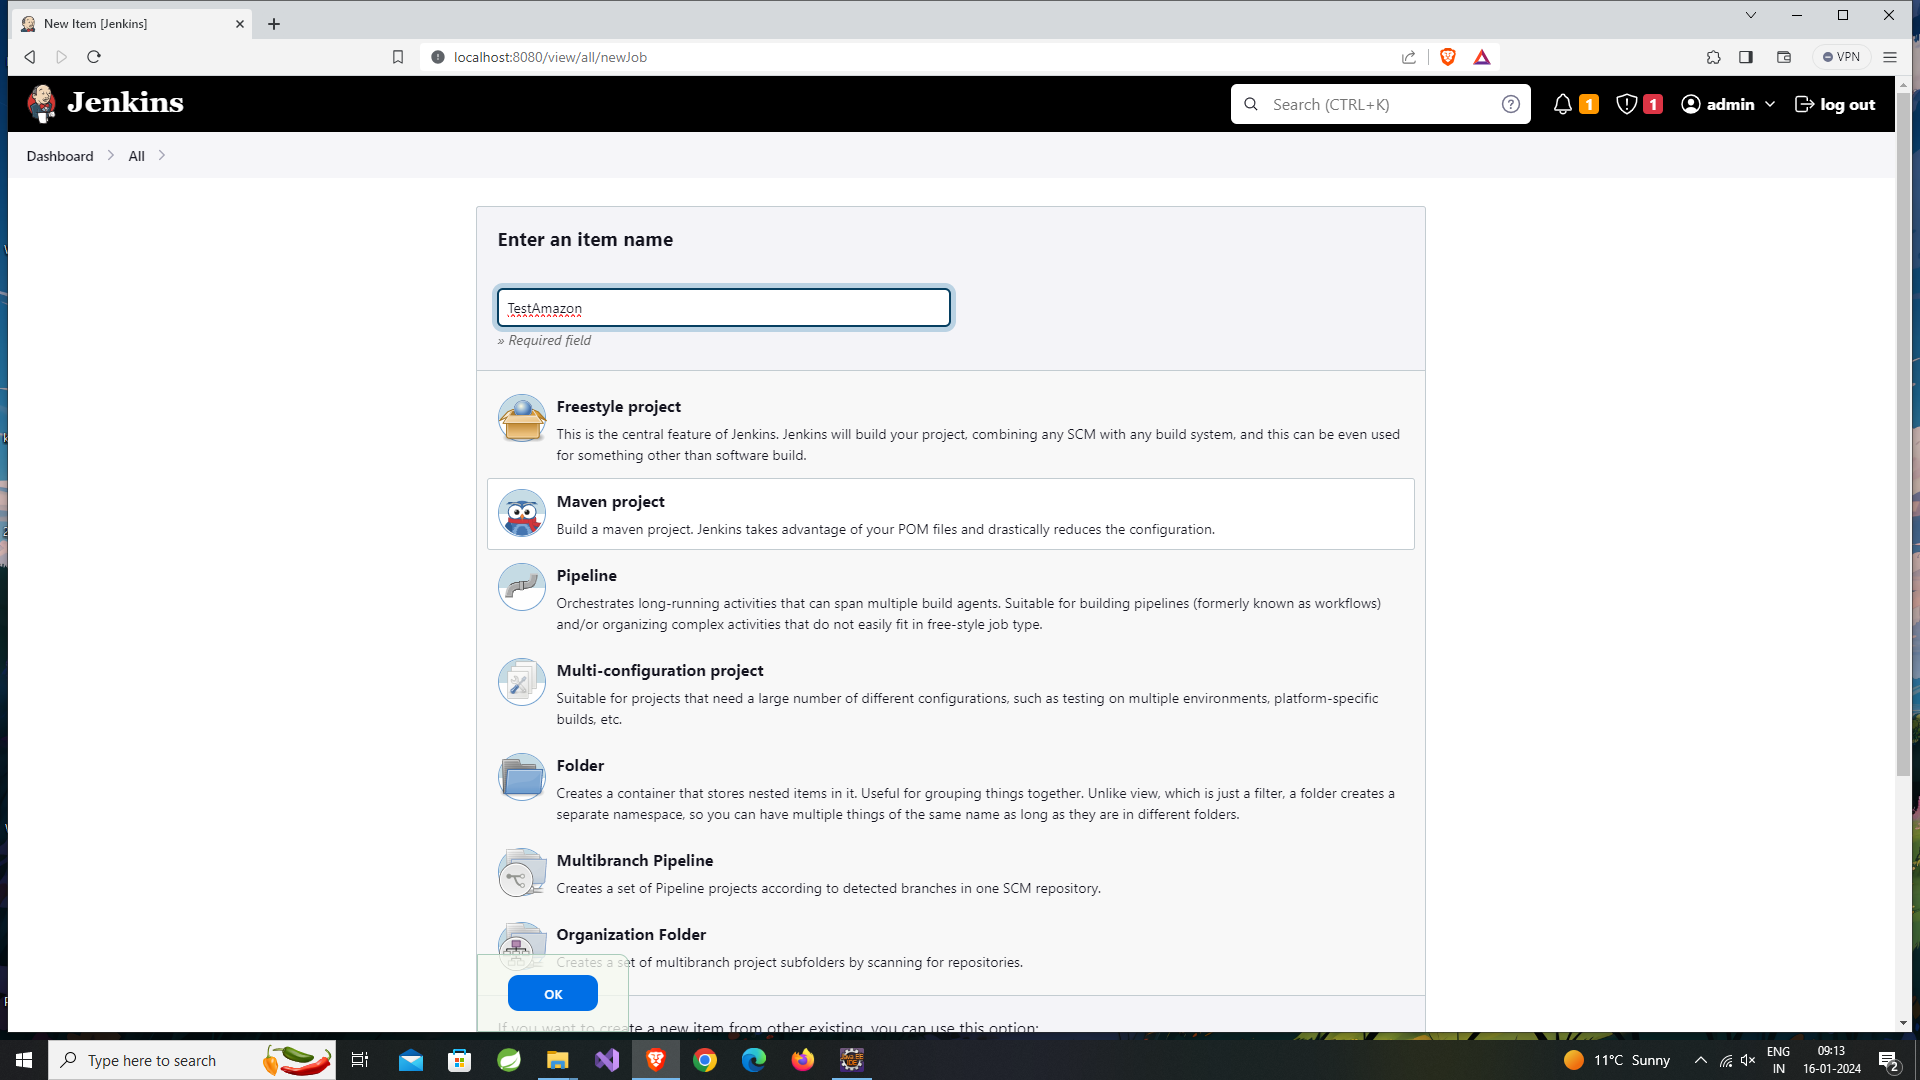 New Item [Jenkins]
localhost:8080/view/all/newJob
VPN
Jenkins
Search (CTRL+K)
1
1
admin
log out
Dashboard
All
Enter an item name
TestAmazon
» Required field
Freestyle project
This is the central feature of Jenkins. Jenkins will build your project, combining any SCM with any build system, and this can be even used
for something other than software build.
Maven project
Build a maven project. Jenkins takes advantage of your POM files and drastically reduces the configuration.
Pipeline
Orchestrates long-running activities that can span multiple build agents. Suitable for building pipelines (formerly known as workflows)
and/or organizing complex activities that do not easily fit in free-style job type.
Multi-configuration project
Suitable for projects that need a large number of different configurations, such as testing on multiple environments, platform-specific
builds, etc.
Folder
Creates a container that stores nested items in it. Useful for grouping things together. Unlike view, which is just a filter, a folder creates a
separate namespace, so you can have multiple things of the same name as long as they are in different folders.
Multibranch Pipeline
Creates a set of Pipeline projects according to detected branches in one SCM repository.
Organization Folder
Creates a set of multibranch project subfolders by scanning for repositories.
OK
If you want to create a new item from other existing, you can use this option:
Type here to search
11°C Sunny
ENG
IN
09:13
16-01-2024
2